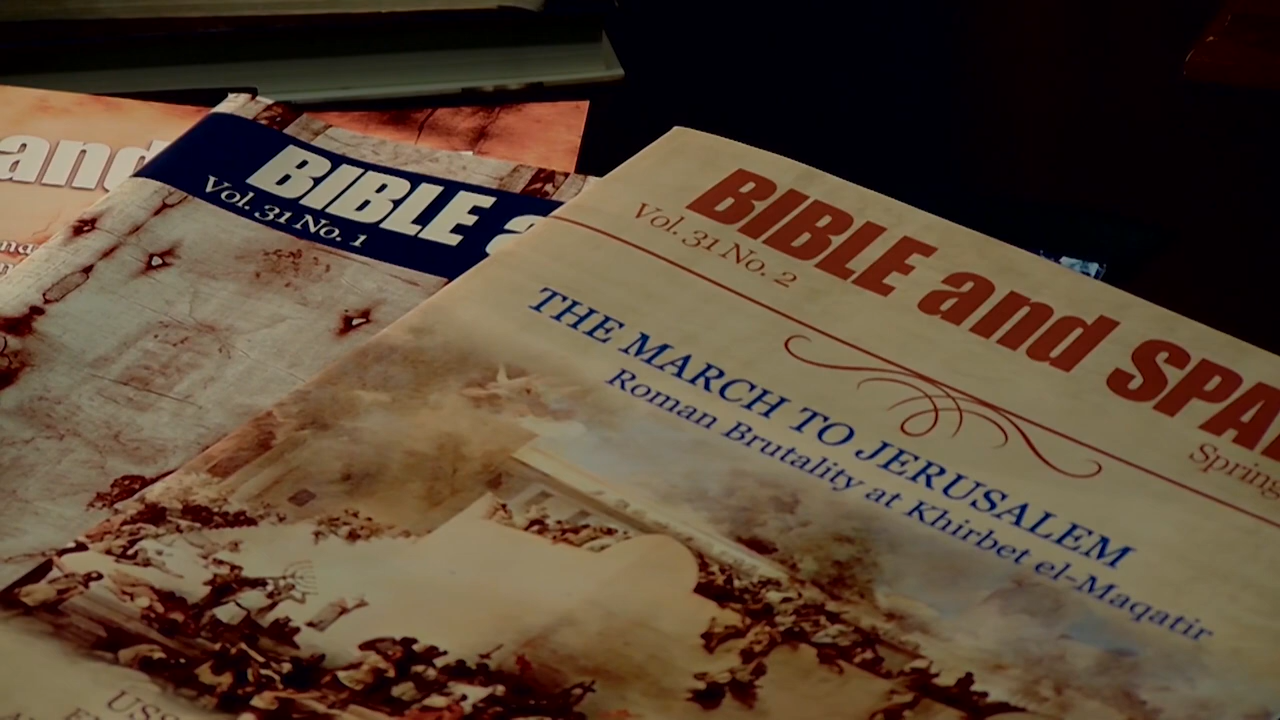 and
BIBLE a
Vol. 31 No. 1
BIBLE and SPA
Vol. 31 No. 2
Spring
THE MARCH TO JERUSALEM
Roman Brutality at Khirbet el-Maqatir